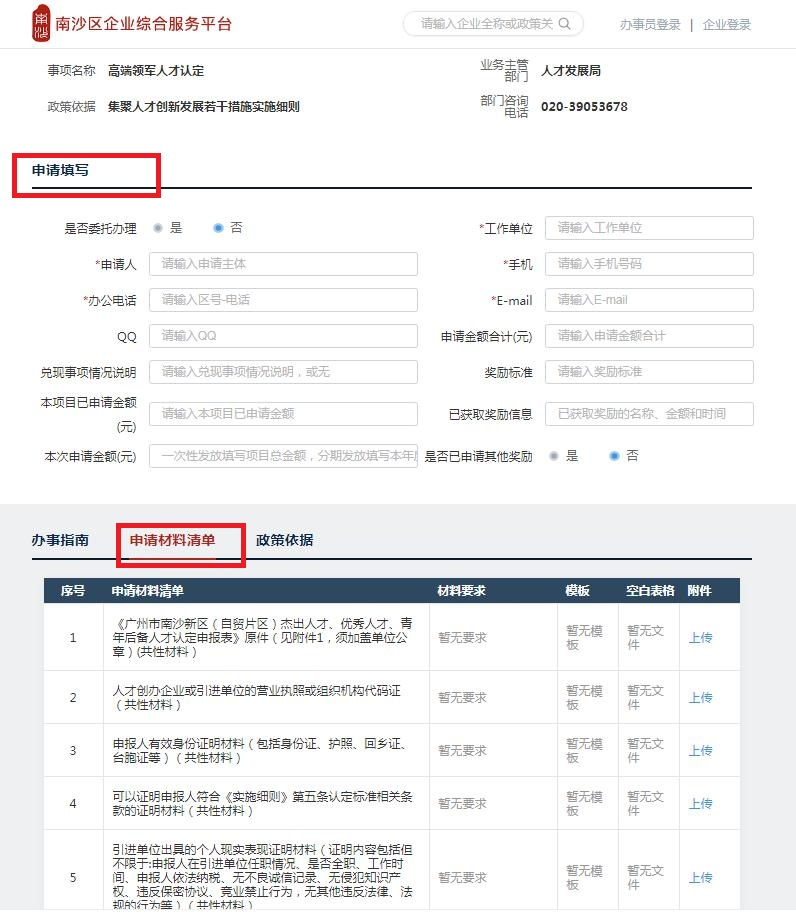 南沙区企业综合服务平台
请输入企业全称或政策关
办事员登录 | 企业登录
事项名称 高端领军人才认定
业务主管
部门
人才发展局
政策依据 集聚人才创新发展若干措施实施细则
部门咨询
电话
020-39053678
申请填写
是否委托办理 是 否
*工作单位 请输入工作单位
*申请人 请输入申请主体
*手机 请输入手机号码
*办公电话 请输入区号-电话
*E-mail 请输入E-mail
QQ 请输入QQ
申请金额合计(元) 请输入申请金额合计
兑现事项情况说明 请输入兑现事项情况说明，或无
奖励标准 请输入奖励标准
本项目已申请金额
(元)
请输入本项目已申请金额
已获取奖励信息 已获取奖励的名称、金额和时间
本次申请金额(元) 一次性发放填写项目总金额，分期发放填写本年
是否已申请其他奖励 是 否
办事指南 申请材料清单 政策依据
序号 申请材料清单 材料要求 模板 空白表格 附件
1
《广州市南沙新区（自贸片区）杰出人才、优秀人才、青
年后备人才认定申报表》原件（见附件1，须加盖单位公
章）(共性材料）
暂无要求
暂无模
板
暂无文
件
上传
2
人才创办企业或引进单位的营业执照或组织机构代码证
（共性材料）
暂无要求
暂无模
板
暂无文
件
上传
3
申报人有效身份证明材料（包括身份证、护照、回乡证、
台胞证等）（共性材料）
暂无要求
暂无模
板
暂无文
件
上传
4
可以证明申报人符合《实施细则》第五条认定标准相关条
款的证明材料（共性材料）
暂无要求
暂无模
板
暂无文
件
上传
5
引进单位出具的个人现实表现证明材料（证明内容包括但
不限于:申报人在引进单位任职情况、是否全职、工作时
间、申报人依法纳税、无不良诚信记录、无侵犯知识产
权、违反保密协议、竞业禁止行为，无其他违反法律、法
规的行为等）（共性材料）
暂无要求
暂无模
板
暂无文
件
上传